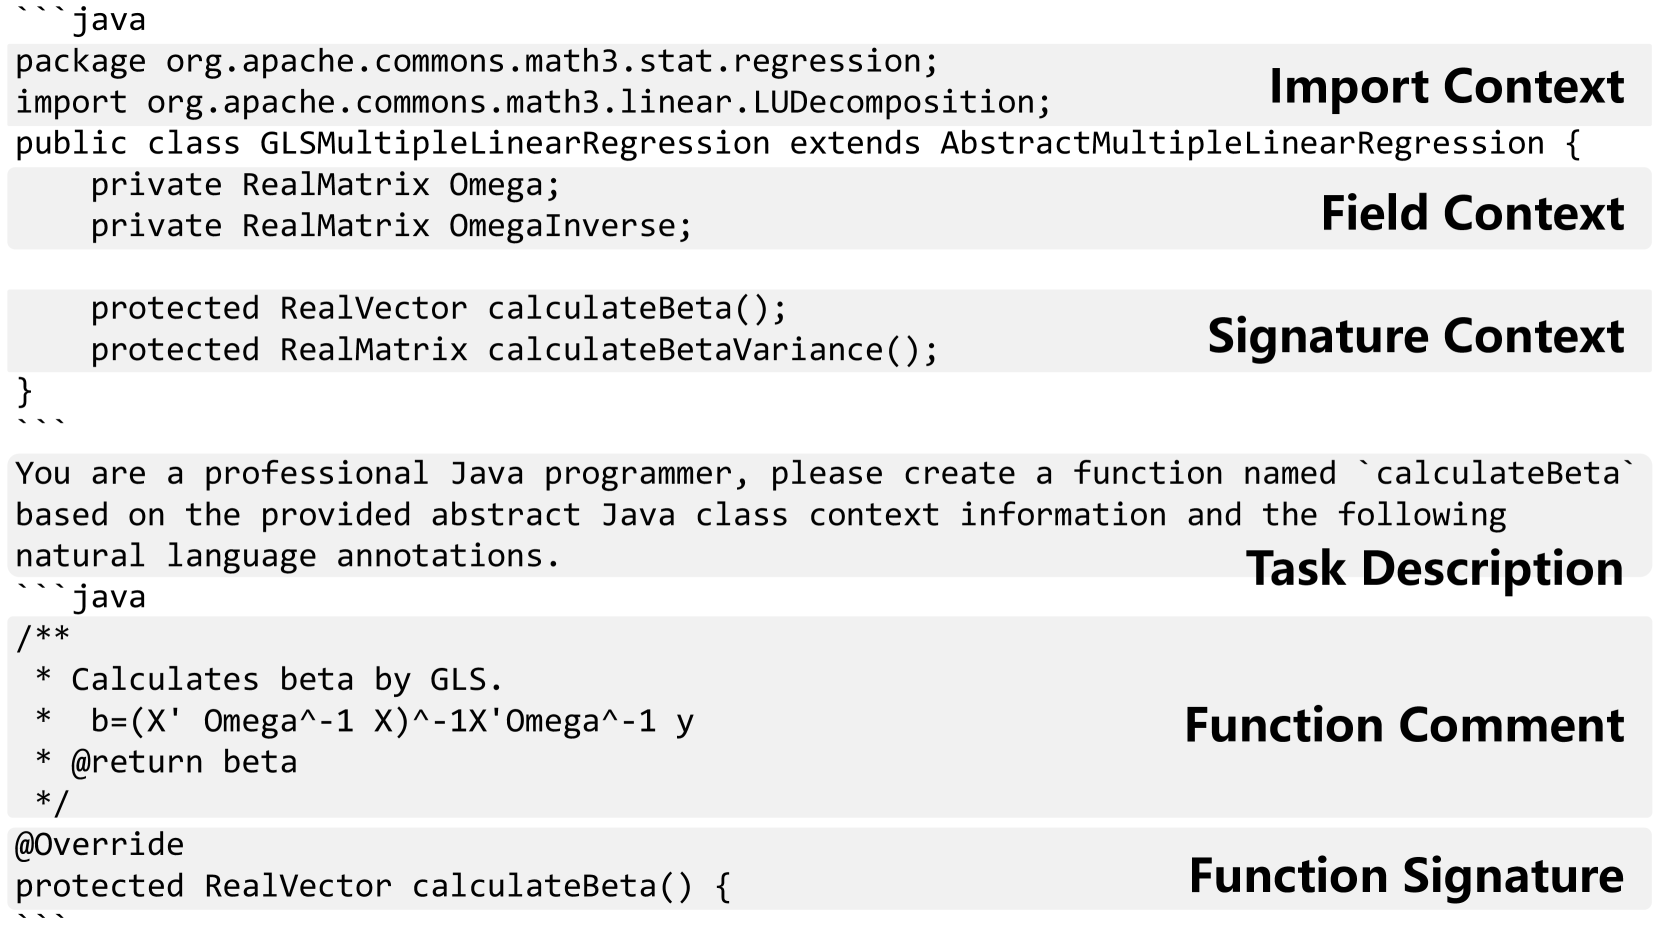 ```java
package org.apache.commons.math3.stat.regression;
import org.apache.commons.math3.linear.LUDecomposition;
Import Context
public class GLSMultipleLinearRegression extends AbstractMultipleLinearRegression {
    private RealMatrix Omega;
    private RealMatrix OmegaInverse;
Field Context
    protected RealVector calculateBeta();
    protected RealMatrix calculateBetaVariance();
Signature Context
}
```
You are a professional Java programmer, please create a function named `calculateBeta`
based on the provided abstract Java class context information and the following
natural language annotations.
Task Description
```java
/**
 * Calculates beta by GLS.
 *  b=(X' Omega^-1 X)^-1X'Omega^-1 y
 * @return beta
 */
Function Comment
@Override
protected RealVector calculateBeta() {
Function Signature
```